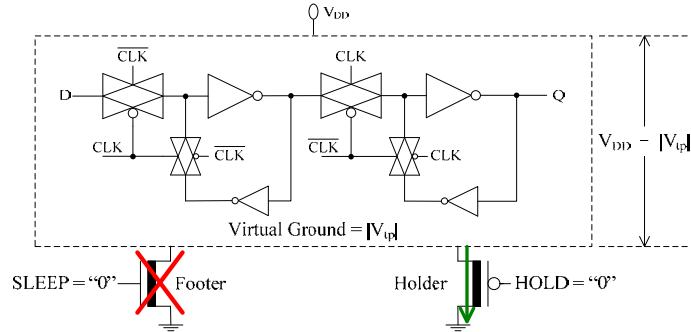 V_DD
CLK̅
CLK
D
Q
CLK
CLK̅
CLK̅
CLK
V_DD − |V_tp|
Virtual Ground = |V_tp|
SLEEP = “0”
Footer
Holder
HOLD = “0”